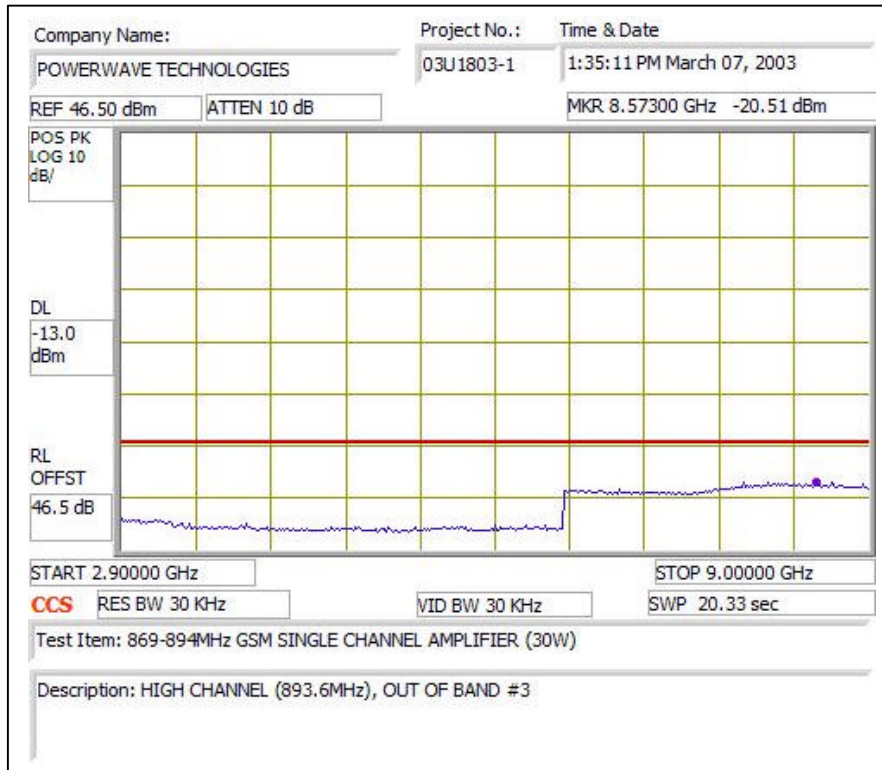 Company Name:
Project No.:
Time & Date
POWERWAVE TECHNOLOGIES
03U1803-1
1:35:11 PM March 07, 2003
REF 46.50 dBm
ATTEN 10 dB
MKR 8.57300 GHz -20.51 dBm
POS PK
LOG 10
dB/
DL
-13.0
dBm
RL
OFFST
46.5 dB
START 2.90000 GHz
STOP 9.00000 GHz
CCS
RES BW 30 KHz
VID BW 30 KHz
SWP 20.33 sec
Test Item: 869-894MHz GSM SINGLE CHANNEL AMPLIFIER (30W)
Description: HIGH CHANNEL (893.6MHz), OUT OF BAND #3